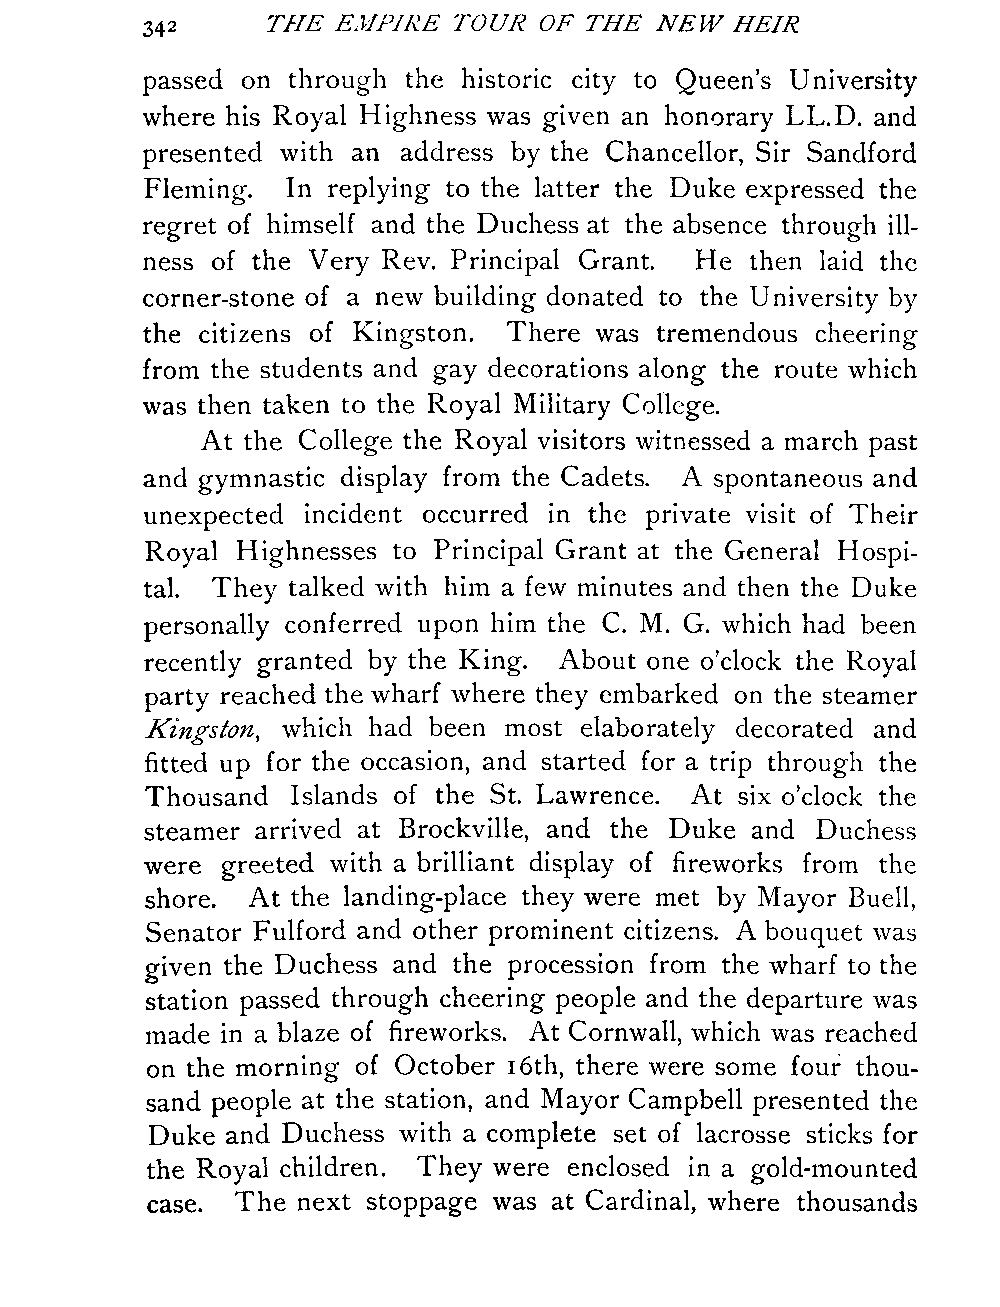 342 THE EMPIRE TOUR OF THE NEW HEIR
passed on through the historic city to Queen's University
where his Royal Highness was given an honorary LL.D. and
presented with an address by the Chancellor, Sir Sandford
Fleming. In replying to the latter the Duke expressed the
regret of himself and the Duchess at the absence through ill-
ness of the Very Rev. Principal Grant. He then laid the
corner-stone of a new building donated to the University by
the citizens of Kingston. There was tremendous cheering
from the students and gay decorations along the route which
was then taken to the Royal Military College.
At the College the Royal visitors witnessed a march past
and gymnastic display from the Cadets. A spontaneous and
unexpected incident occurred in the private visit of Their
Royal Highnesses to Principal Grant at the General Hospi-
tal. They talked with him a few minutes and then the Duke
personally conferred upon him the C. M. G. which had been
recently granted by the King. About one o'clock the Royal
party reached the wharf where they embarked on the steamer
Kingston, which had been most elaborately decorated and
fitted up for the occasion, and started for a trip through the
Thousand Islands of the St. Lawrence. At six o'clock the
steamer arrived at Brockville, and the Duke and Duchess
were greeted with a brilliant display of fireworks from the
shore. At the landing-place they were met by Mayor Buell,
Senator Fulford and other prominent citizens. A bouquet was
given the Duchess and the procession from the wharf to the
station passed through cheering people and the departure was
made in a blaze of fireworks. At Cornwall, which was reached
on the morning of October 16th, there were some four thou-
sand people at the station, and Mayor Campbell presented the
Duke and Duchess with a complete set of lacrosse sticks for
the Royal children. They were enclosed in a gold-mounted
case. The next stoppage was at Cardinal, where thousands